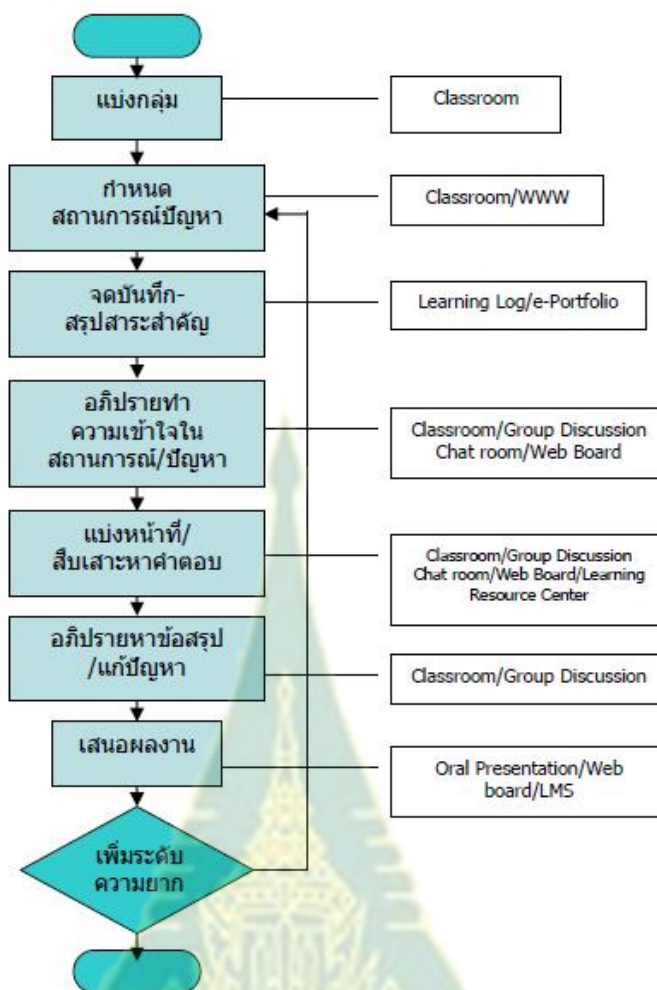 แบ่งกลุ่ม
Classroom
กำหนด
สถานการณ์ปัญหา
Classroom/WWW
จดบันทึก-
สรุปสาระสำคัญ
Learning Log/e-Portfolio
อภิปรายทำ
ความเข้าใจใน
สถานการณ์/ปัญหา
Classroom/Group Discussion
Chat room/Web Board
แบ่งหน้าที่/
สืบเสาะหาคำตอบ
Classroom/Group Discussion
Chat room/Web Board/Learning
Resource Center
อภิปรายหาข้อสรุป
/แก้ปัญหา
Classroom/Group Discussion
เสนอผลงาน
Oral Presentation/Web
board/LMS
เพิ่มระดับ
ความยาก